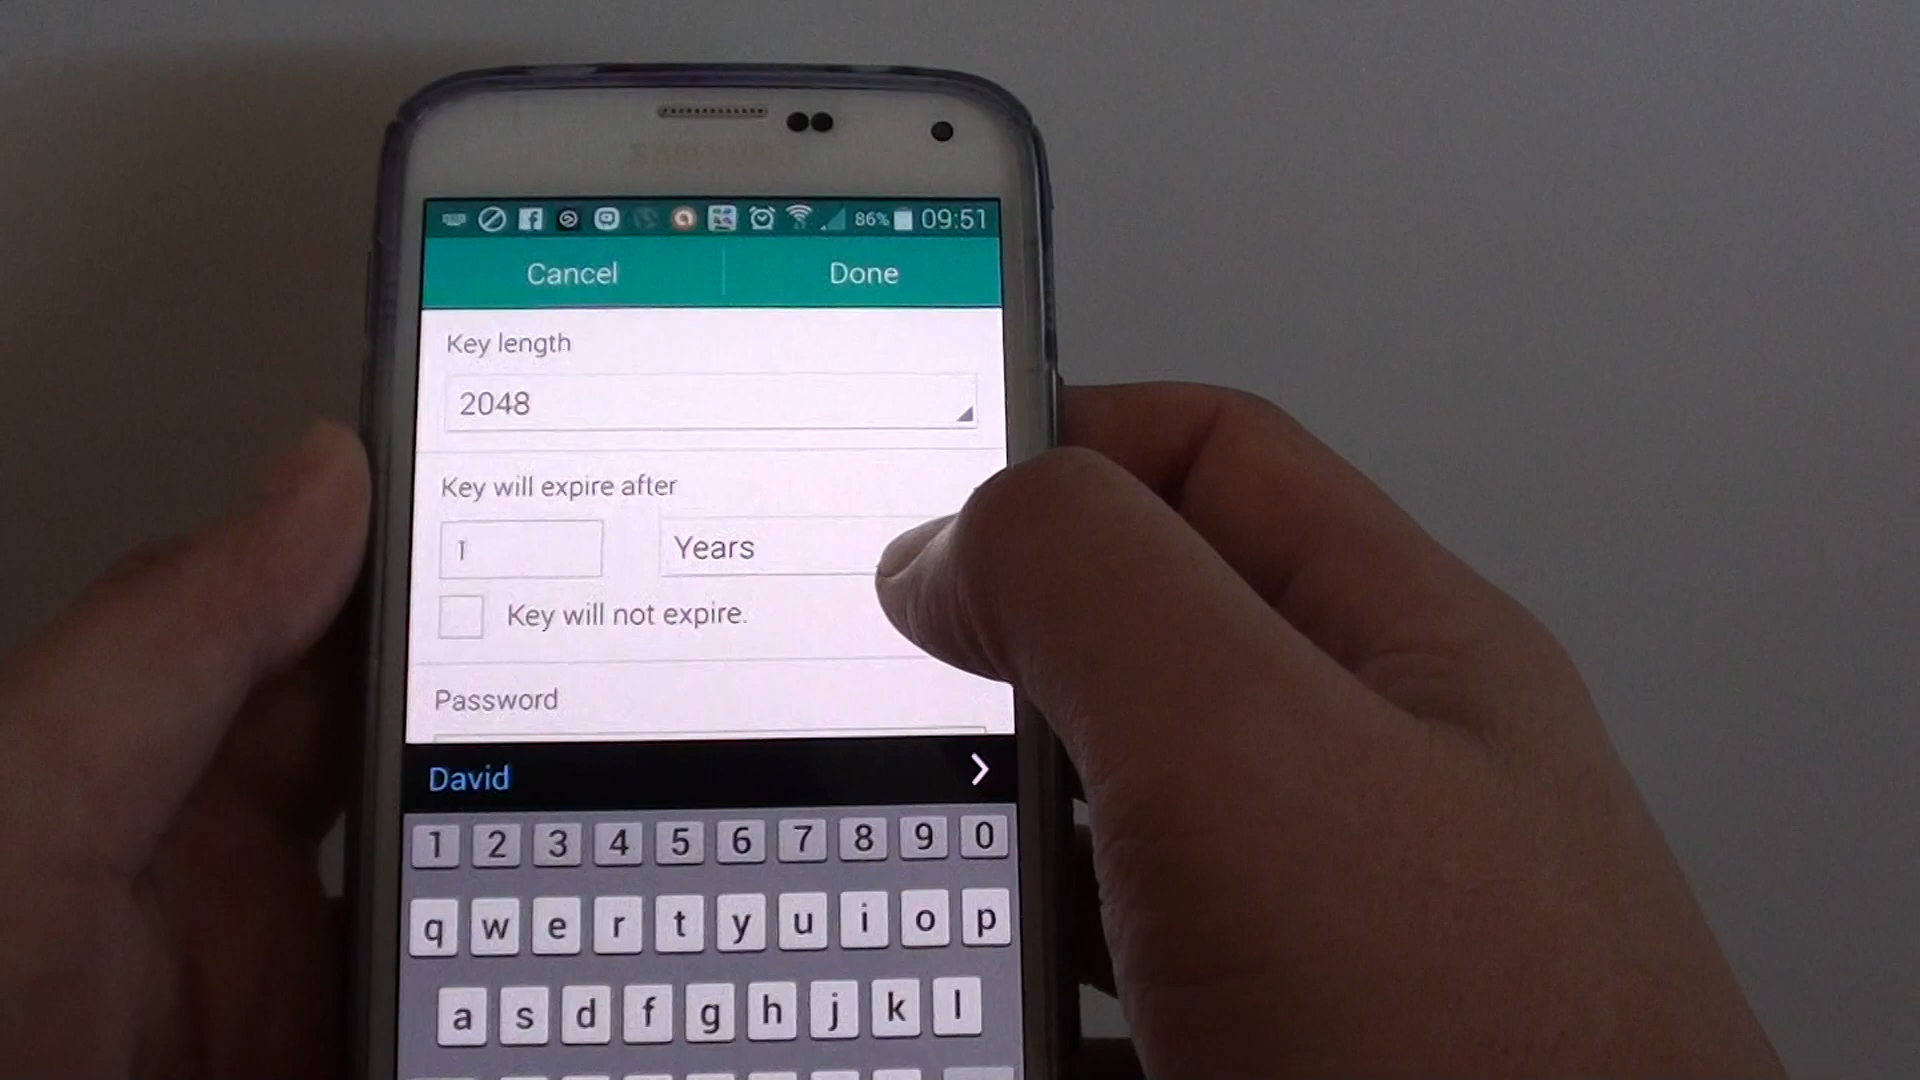 86% 09:51
Cancel Done
Key length
2048
Key will expire after
1 Years
Key will not expire.
Password
David
1 2 3 4 5 6 7 8 9 0
q w e r t y u i o p
a s d f g h j k l